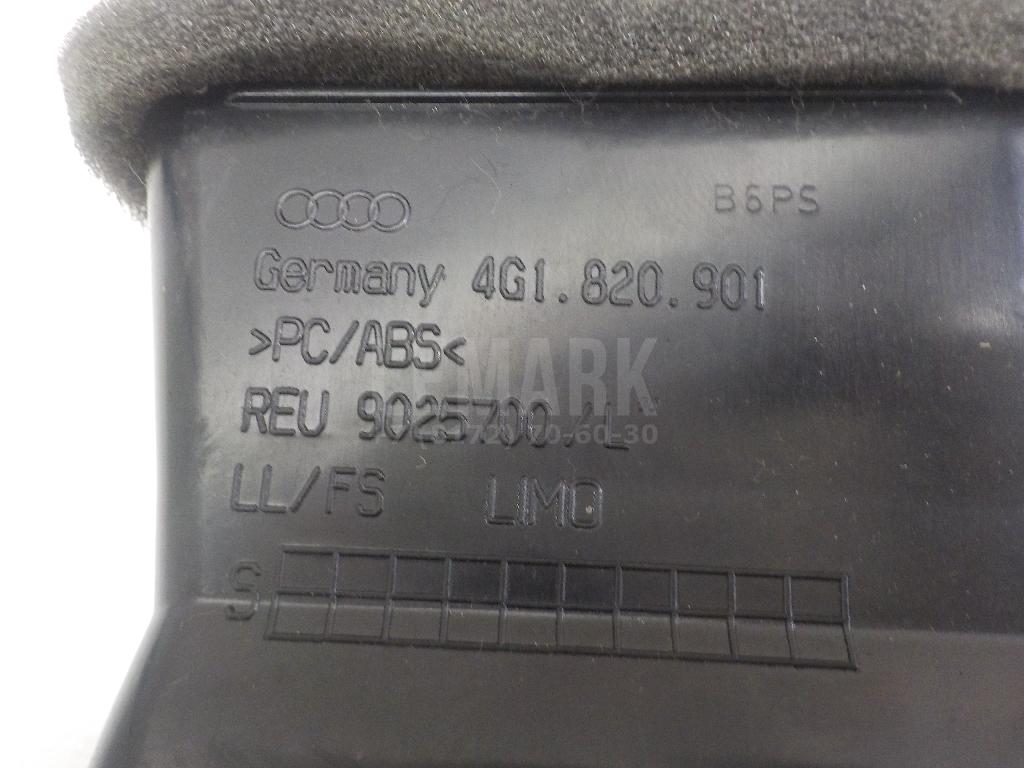 B6PS
Germany 4G1.820.901
>PC/ABS<
REU 9025700/L
LL/FS LIMO
S